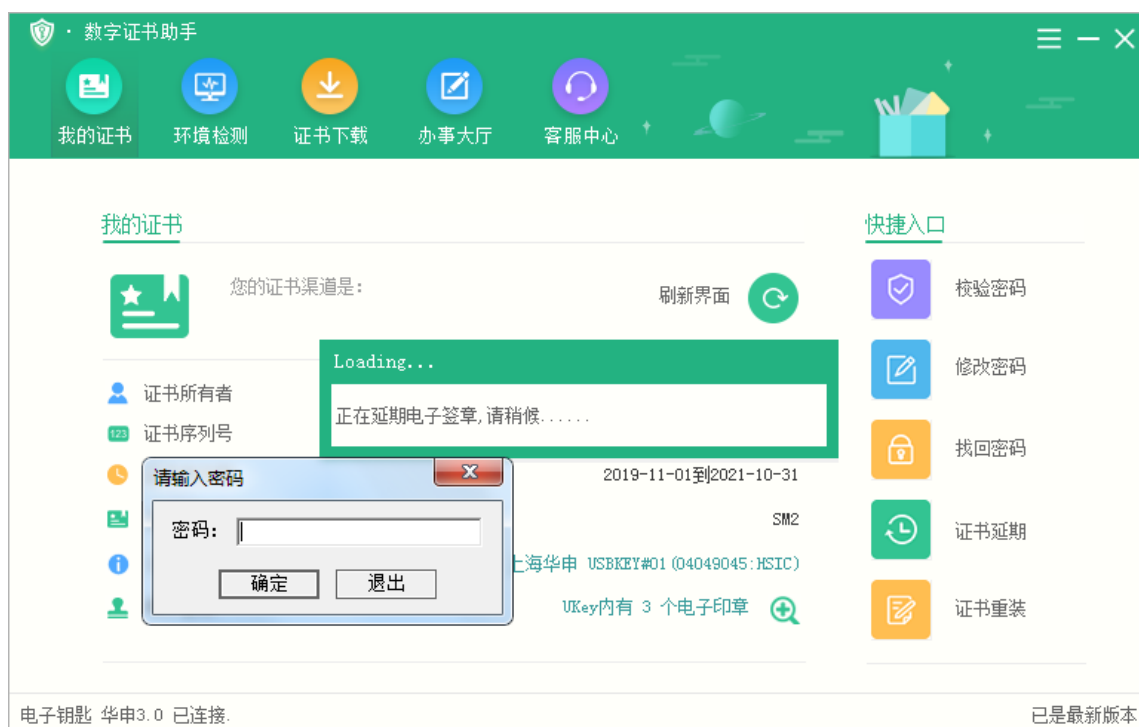 · 数字证书助手
我的证书 环境检测 证书下载 办事大厅 客服中心
我的证书
快捷入口
您的证书渠道是:
刷新界面
校验密码
Loading...
修改密码
证书所有者
正在延期电子签章,请稍候......
123 证书序列号
找回密码
请输入密码
2019-11-01到2021-10-31
密码:
SM2
证书延期
上海华申 USBKEY#01(04049045:HSIC)
确定 退出
UKey内有 3 个电子印章
证书重装
电子钥匙 华申3.0 已连接.
已是最新版本